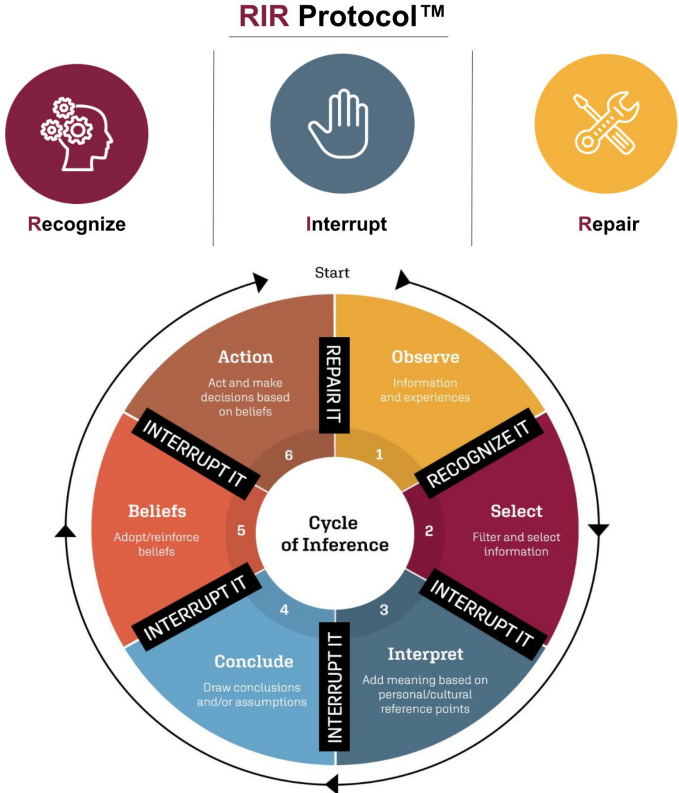 RIR Protocol™
Recognize
Interrupt
Repair
Start
Action
Act and make
decisions based
on beliefs
6
REPAIR IT
Observe
Information
and experiences
1
INTERRUPT IT
RECOGNIZE IT
Beliefs
Adopt/reinforce
beliefs
5
Cycle
of Inference
2
Select
Filter and select
information
INTERRUPT IT
INTERRUPT IT
4
Conclude
Draw conclusions
and/or assumptions
INTERRUPT IT
3
Interpret
Add meaning based on
personal/cultural
reference points